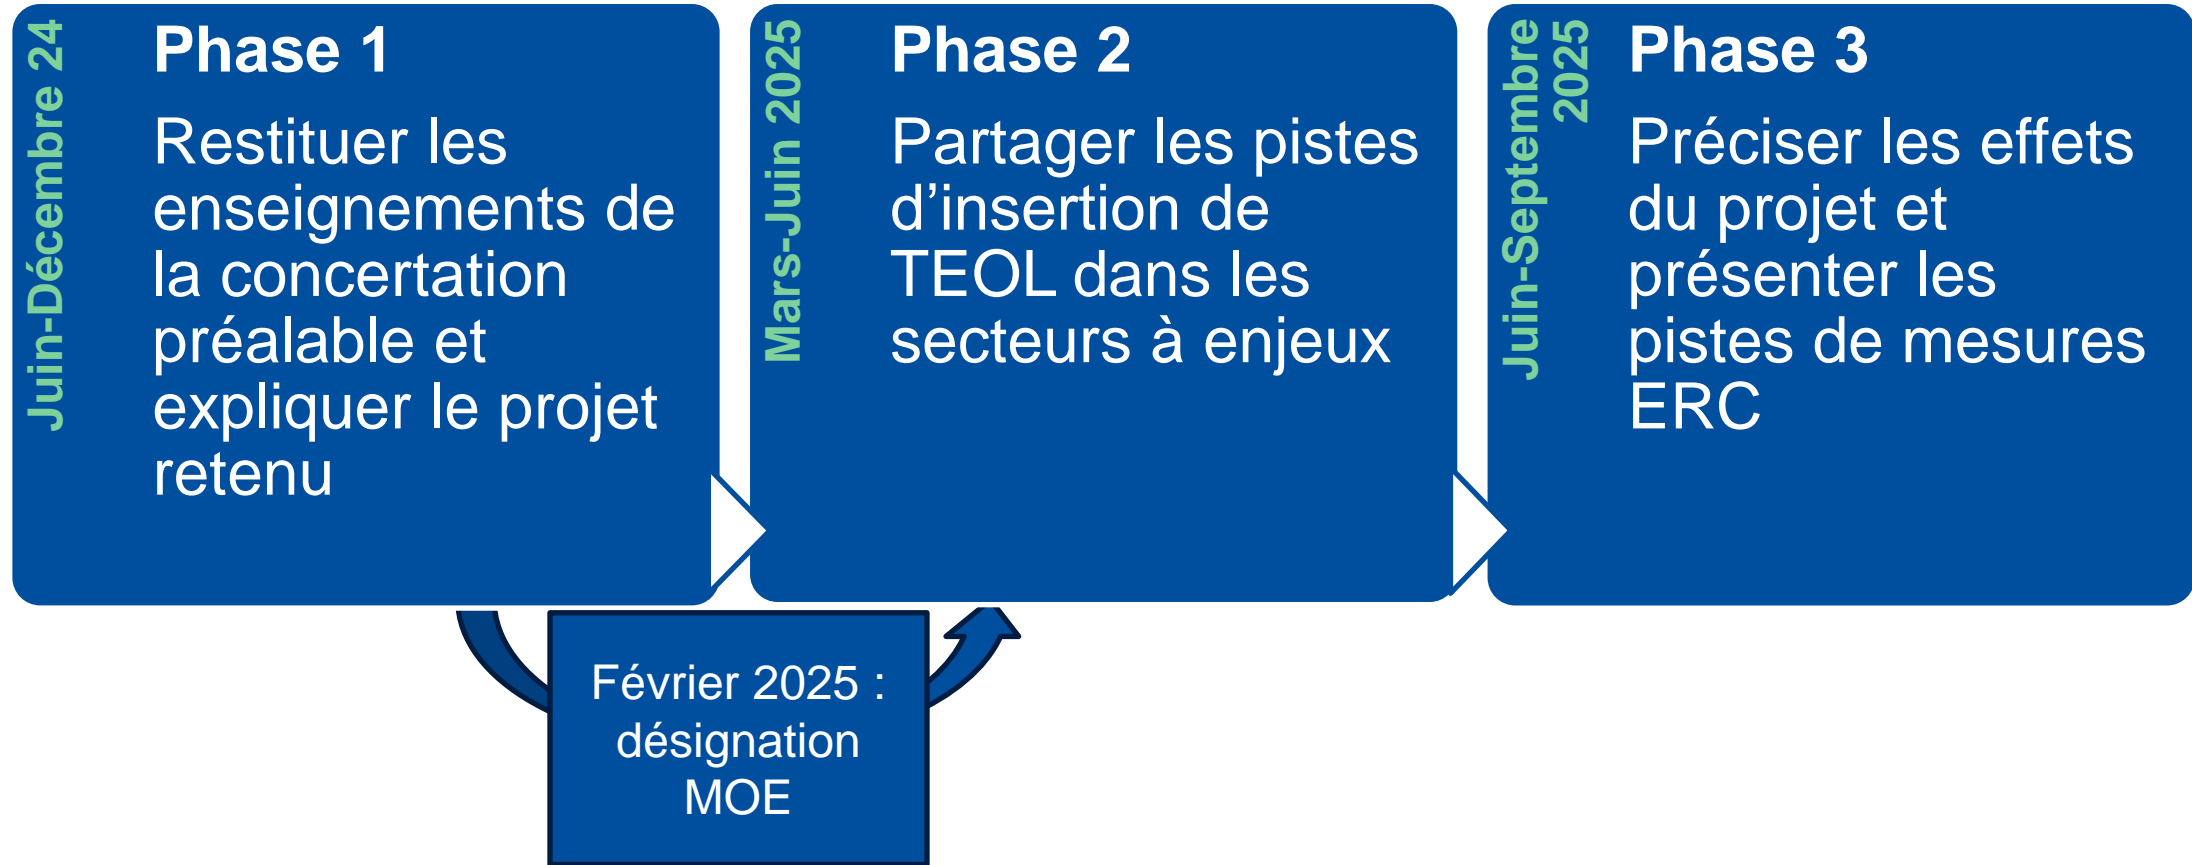 Juin-Décembre 24
Phase 1
Restituer les
enseignements de
la concertation
préalable et
expliquer le projet
retenu
Mars-Juin 2025
Phase 2
Partager les pistes
d’insertion de
TEOL dans les
secteurs à enjeux
Juin-Septembre
2025
Phase 3
Préciser les effets
du projet et
présenter les
pistes de mesures
ERC
Février 2025 :
désignation
MOE